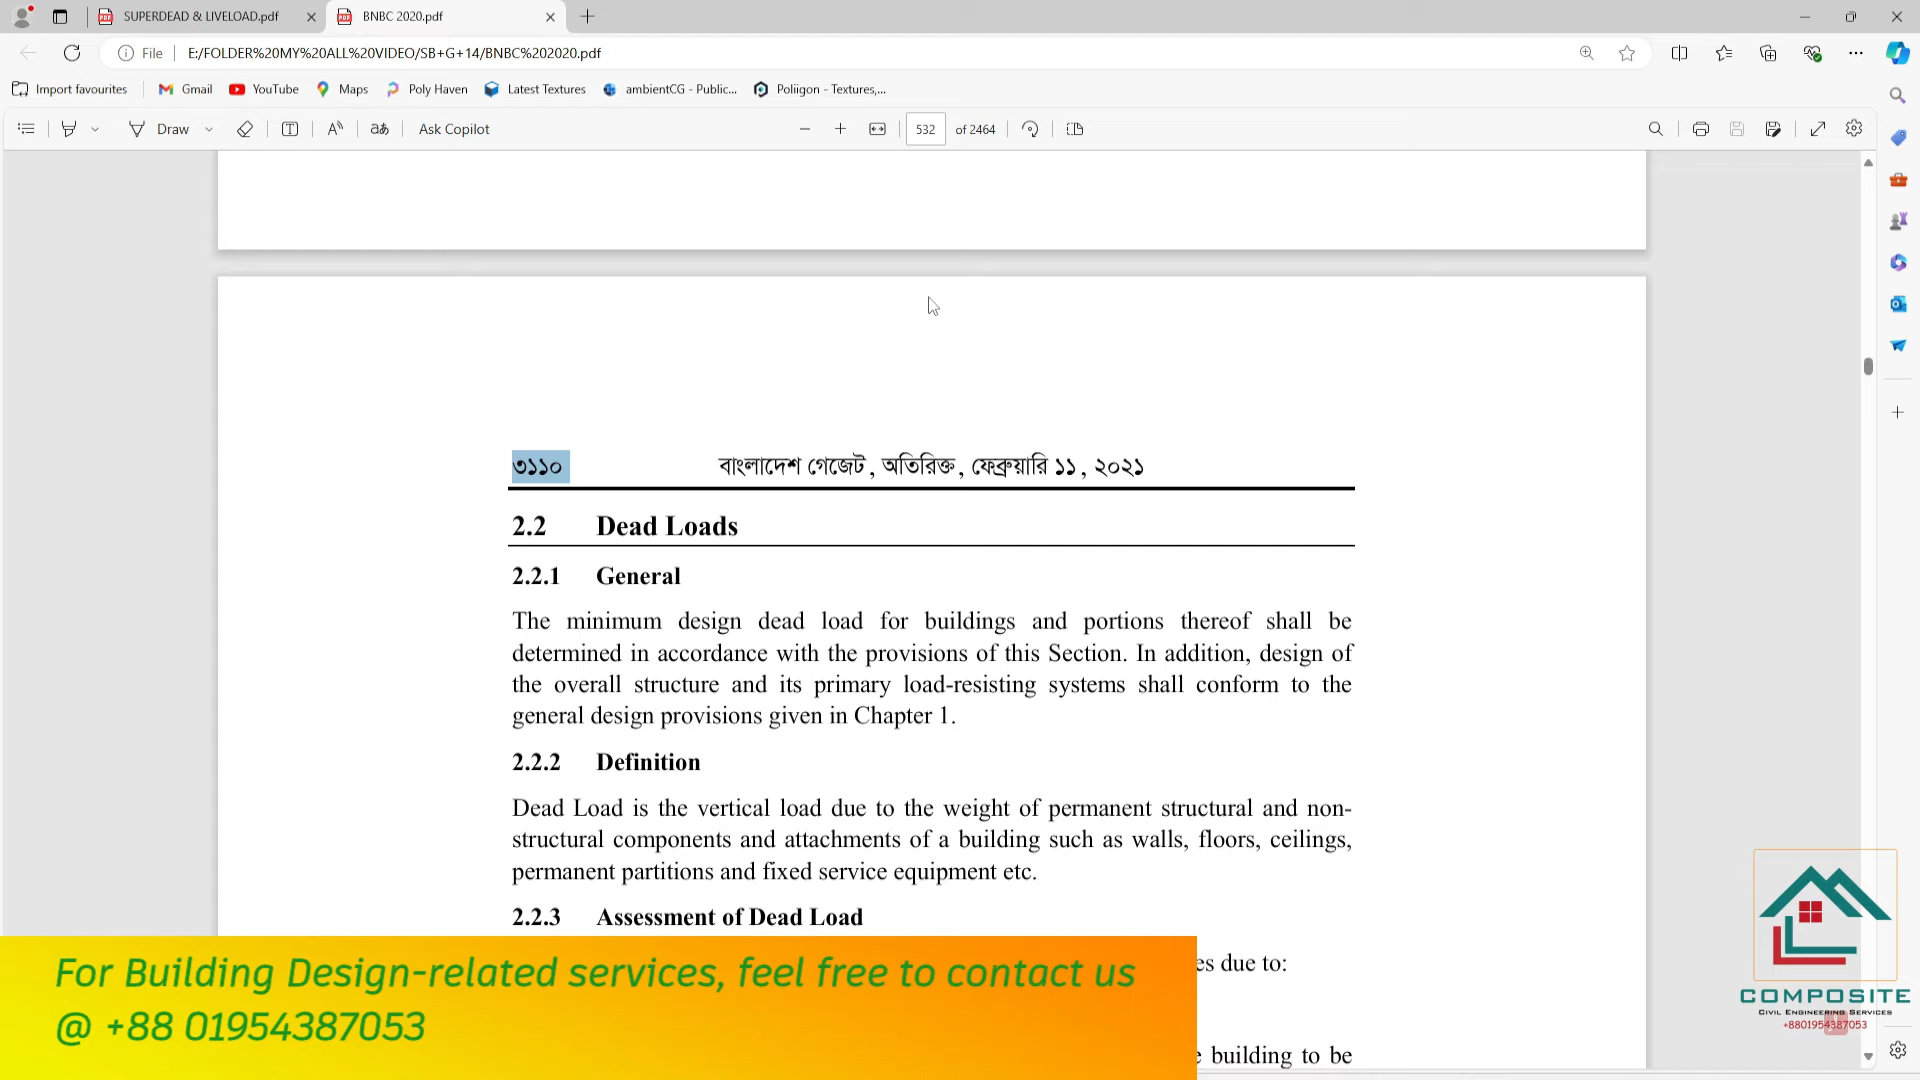 SUPERDEAD & LIVELOAD.pdf
BNBC 2020.pdf
File
E:/FOLDER%20MY%20ALL%20VIDEO/SB+G+14/BNBC%202020.pdf
Import favourites
Gmail
YouTube
Maps
Poly Haven
Latest Textures
ambientCG - Public...
Poliigon - Textures,...
Draw
Ask Copilot
532
of 2464
৩১১০
বাংলাদেশ গেজেট, অতিরিক্ত, ফেব্রুয়ারি ১১, ২০২১
2.2 Dead Loads
2.2.1 General
The minimum design dead load for buildings and portions thereof shall be
determined in accordance with the provisions of this Section. In addition, design of
the overall structure and its primary load-resisting systems shall conform to the
general design provisions given in Chapter 1.
2.2.2 Definition
Dead Load is the vertical load due to the weight of permanent structural and non-
structural components and attachments of a building such as walls, floors, ceilings,
permanent partitions and fixed service equipment etc.
2.2.3 Assessment of Dead Load
es due to:
building to be
For Building Design-related services, feel free to contact us
@ +88 01954387053
COMPOSITE
CIVIL ENGINEERING SERVICES
+8801954387053